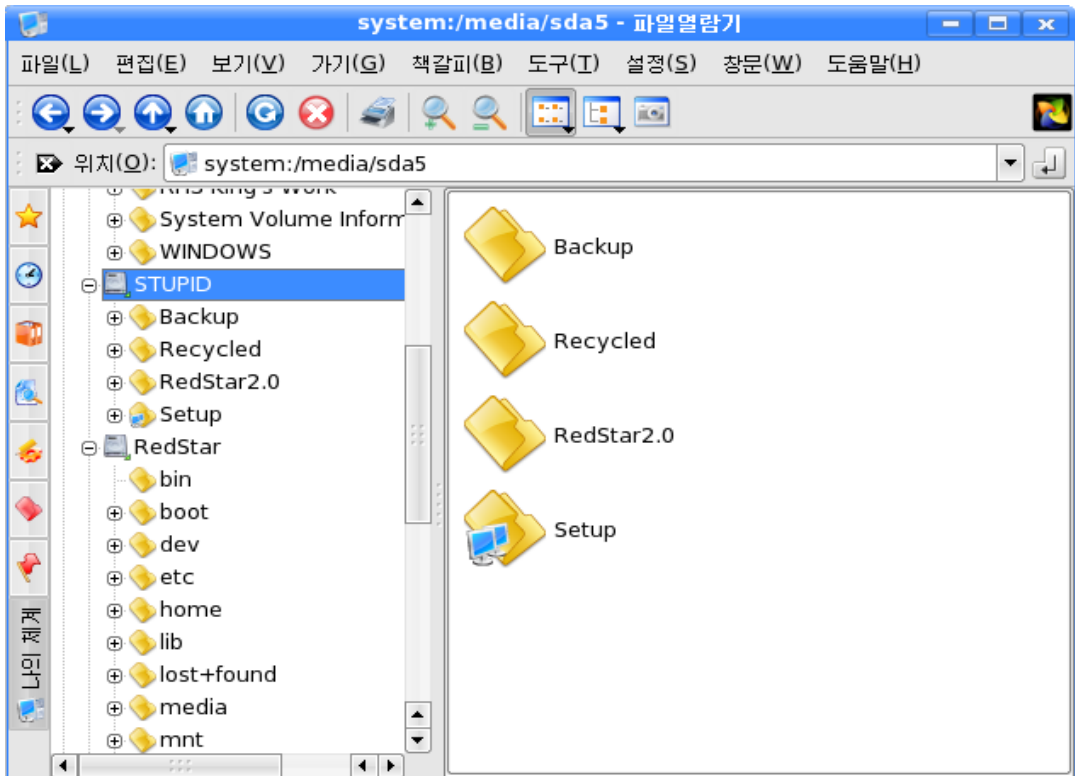 system:/media/sda5 - 파일열람기
파일(L) 편집(E) 보기(V) 가기(G) 책갈피(B) 도구(T) 설정(S) 창문(W) 도움말(H)
위치(O): system:/media/sda5
나의 체계
King's Work
System Volume Inform
WINDOWS
STUPID
Backup
Recycled
RedStar2.0
Setup
RedStar
bin
boot
dev
etc
home
lib
lost+found
media
mnt
Backup
Recycled
RedStar2.0
Setup